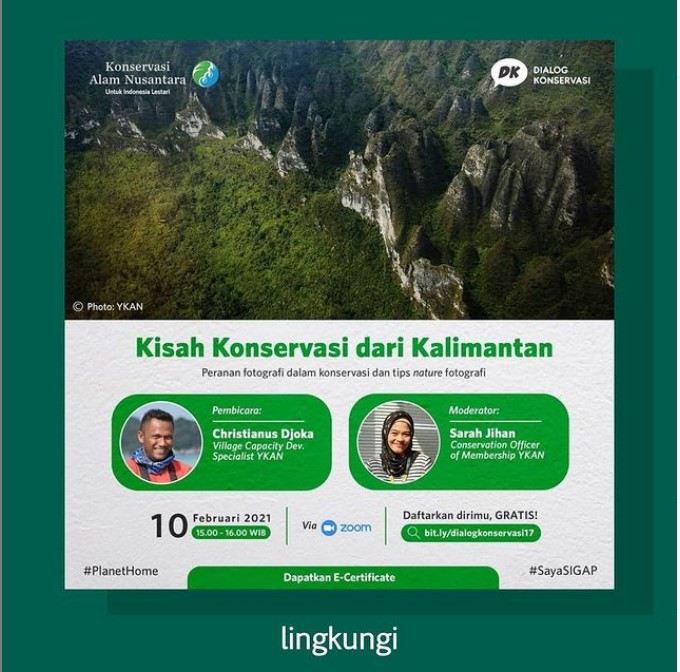 Konservasi
Alam Nusantara
Untuk Indonesia Lestari
DK
DIALOG
KONSERVASI
© Photo: YKAN
Kisah Konservasi dari Kalimantan
Peranan fotografi dalam konservasi dan tips nature fotografi
Pembicara:
Christianus Djoka
Village Capacity Dev.
Specialist YKAN
Moderator:
Sarah Jihan
Conservation Officer
of Membership YKAN
10 Februari 2021
15.00 - 16.00 WIB
Via zoom
Daftarkan dirimu, GRATIS!
bit.ly/dialogkonservasi17
#PlanetHome
Dapatkan E-Certificate
#SayaSIGAP
lingkungi